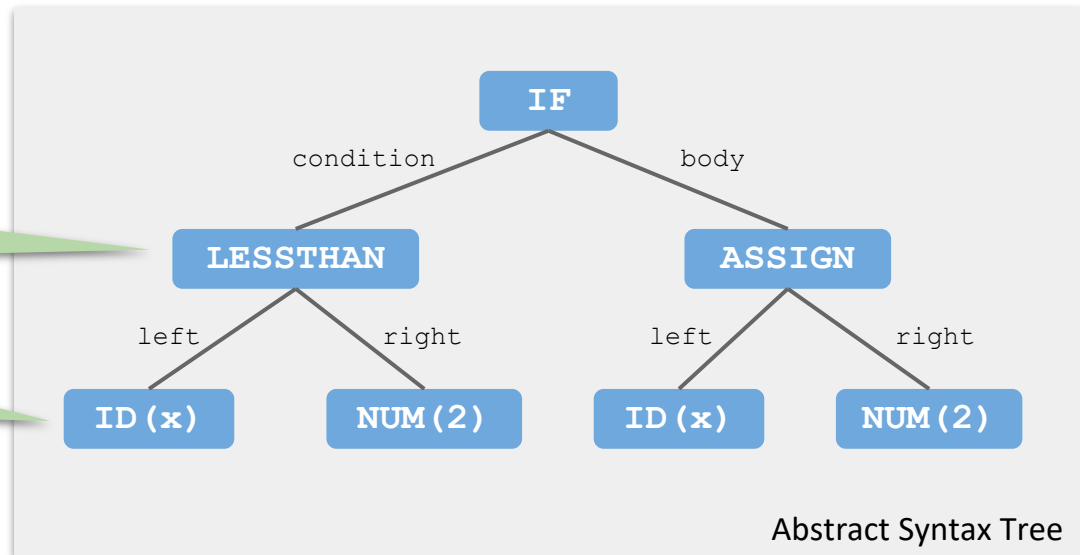 IF
condition
body
LESSTHAN
ASSIGN
left
right
left
right
ID(x)
NUM(2)
ID(x)
NUM(2)
Abstract Syntax Tree